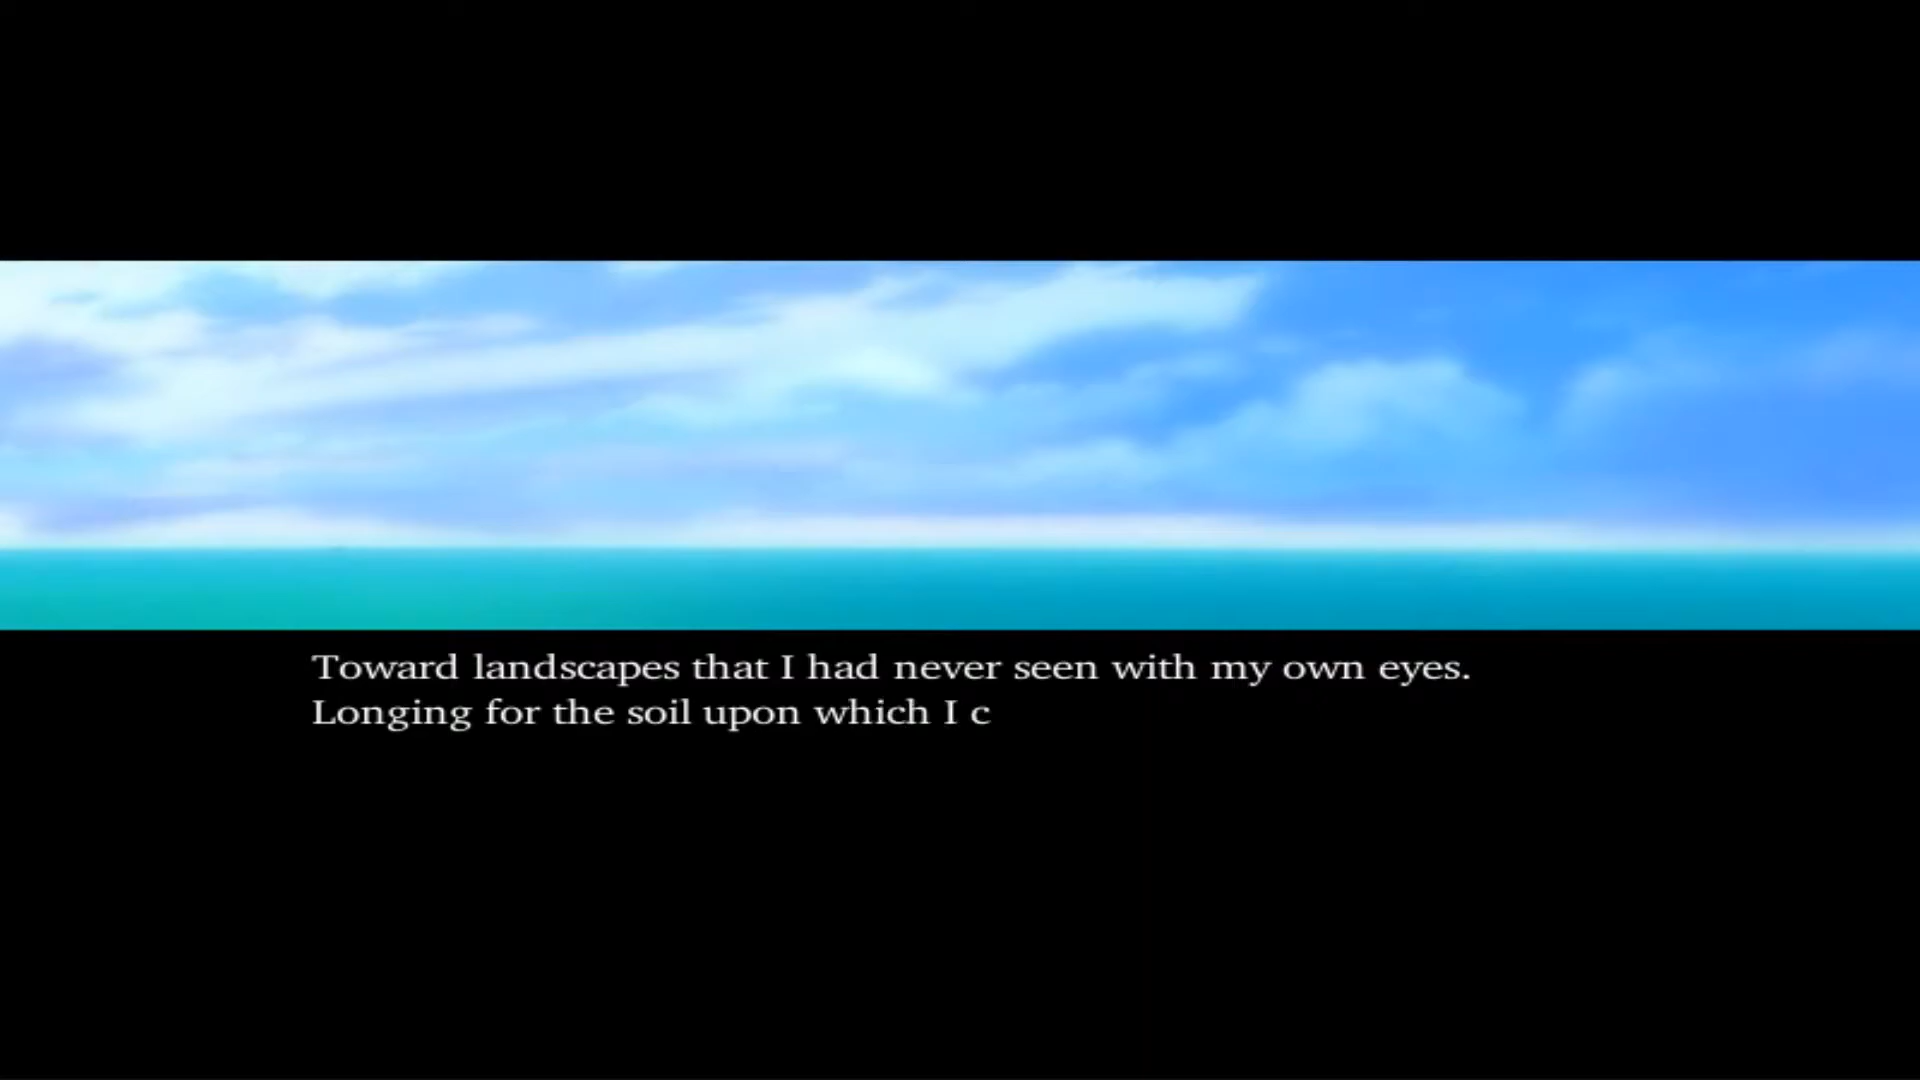 Toward landscapes that I had never seen with my own eyes.
Longing for the soil upon which I c